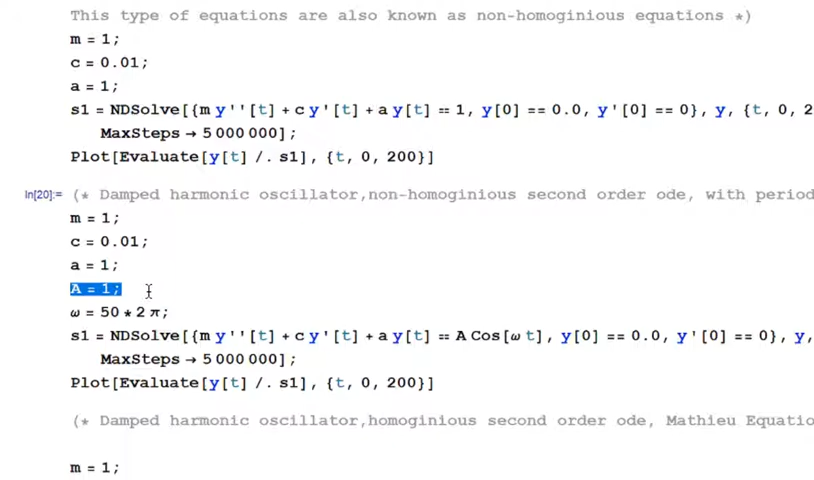 This type of equations are also known as non-homoginious equations *)
m = 1;
c = 0.01;
a = 1;
s1 = NDSolve[{m y''[t] + c y'[t] + a y[t] == 1, y[0] == 0.0, y'[0] == 0}, y, {t, 0, 2
MaxSteps → 5 000 000];
Plot[Evaluate[y[t] /. s1], {t, 0, 200}]
In[20]:= (* Damped harmonic oscillator,non-homoginious second order ode, with period
m = 1;
c = 0.01;
a = 1;
A = 1;
ω = 50 * 2 π;
s1 = NDSolve[{m y''[t] + c y'[t] + a y[t] == A Cos[ω t], y[0] == 0.0, y'[0] == 0}, y,
MaxSteps → 5 000 000];
Plot[Evaluate[y[t] /. s1], {t, 0, 200}]
(* Damped harmonic oscillator,homoginious second order ode, Mathieu Equatio
m = 1;